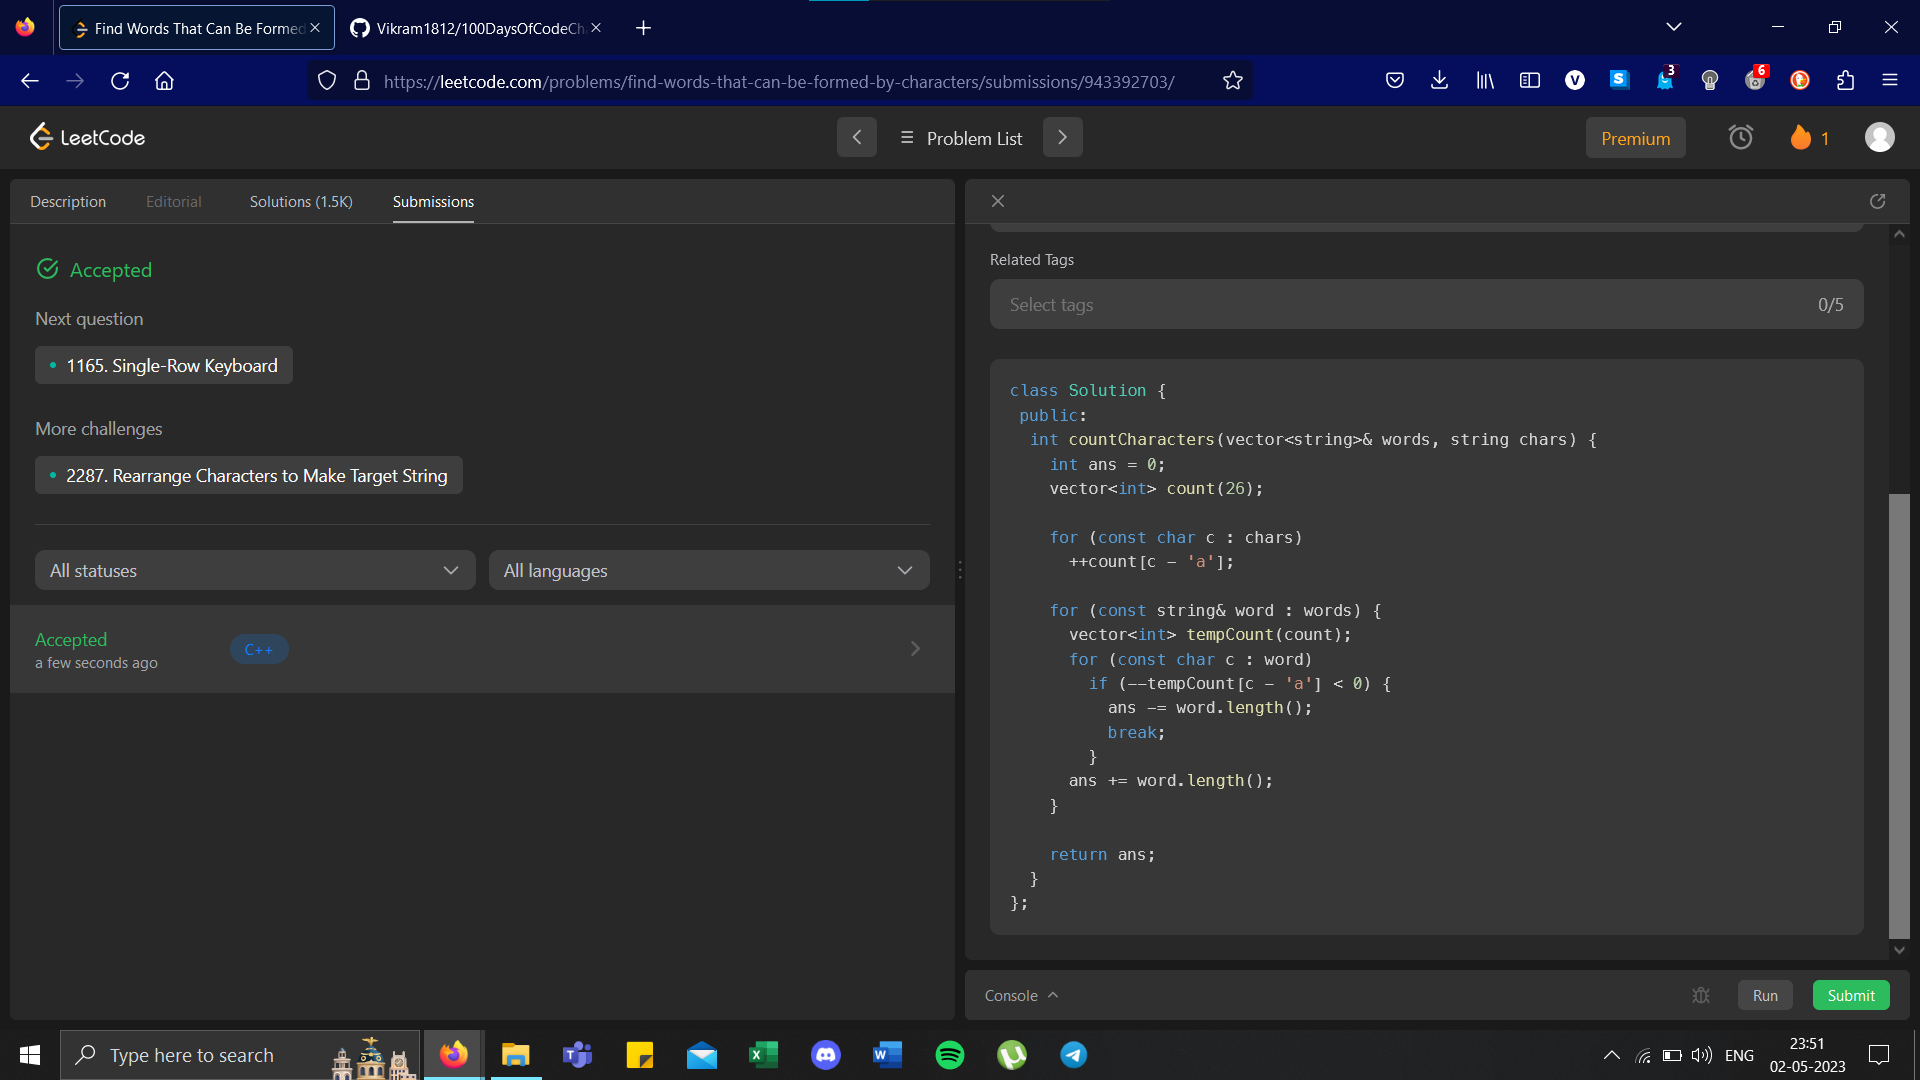 Find Words That Can Be Formed
Vikram1812/100DaysOfCodeCh
https://leetcode.com/problems/find-words-that-can-be-formed-by-characters/submissions/943392703/
V
S
3
6
LeetCode
Problem List
Premium
1
Description
Editorial
Solutions (1.5K)
Submissions
Accepted
Next question
1165. Single-Row Keyboard
More challenges
2287. Rearrange Characters to Make Target String
All statuses
All languages
Accepted
a few seconds ago
C++
Related Tags
Select tags
0/5
class Solution {
 public:
  int countCharacters(vector<string>& words, string chars) {
    int ans = 0;
    vector<int> count(26);

    for (const char c : chars)
      ++count[c - 'a'];

    for (const string& word : words) {
      vector<int> tempCount(count);
      for (const char c : word)
        if (--tempCount[c - 'a'] < 0) {
          ans -= word.length();
          break;
        }
      ans += word.length();
    }

    return ans;
  }
};
Console
Run
Submit
Type here to search
ENG
23:51
02-05-2023